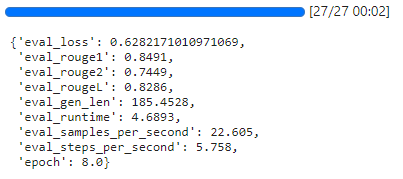 [27/27 00:02]
{'eval_loss': 0.6282171010971069,
'eval_rouge1': 0.8491,
'eval_rouge2': 0.7449,
'eval_rougeL': 0.8286,
'eval_gen_len': 185.4528,
'eval_runtime': 4.6893,
'eval_samples_per_second': 22.605,
'eval_steps_per_second': 5.758,
'epoch': 8.0}